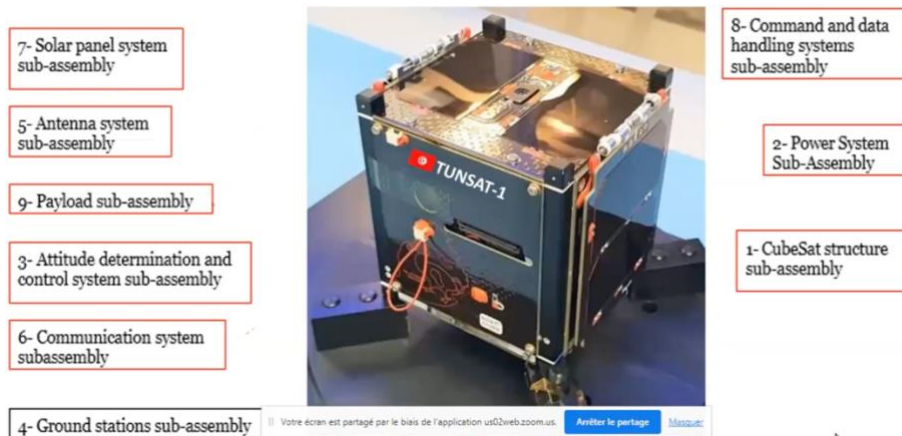 7- Solar panel system
sub-assembly
5- Antenna system
sub-assembly
9- Payload sub-assembly
3- Attitude determination and
control system sub-assembly
6- Communication system
subassembly
4- Ground stations sub-assembly
TUNSAT-1
8- Command and data
handling systems
sub-assembly
2- Power System
Sub-Assembly
1- CubeSat structure
sub-assembly
Votre écran est partagé par le biais de l'application us02web.zoom.us.
Arrêter le partage
Masquer